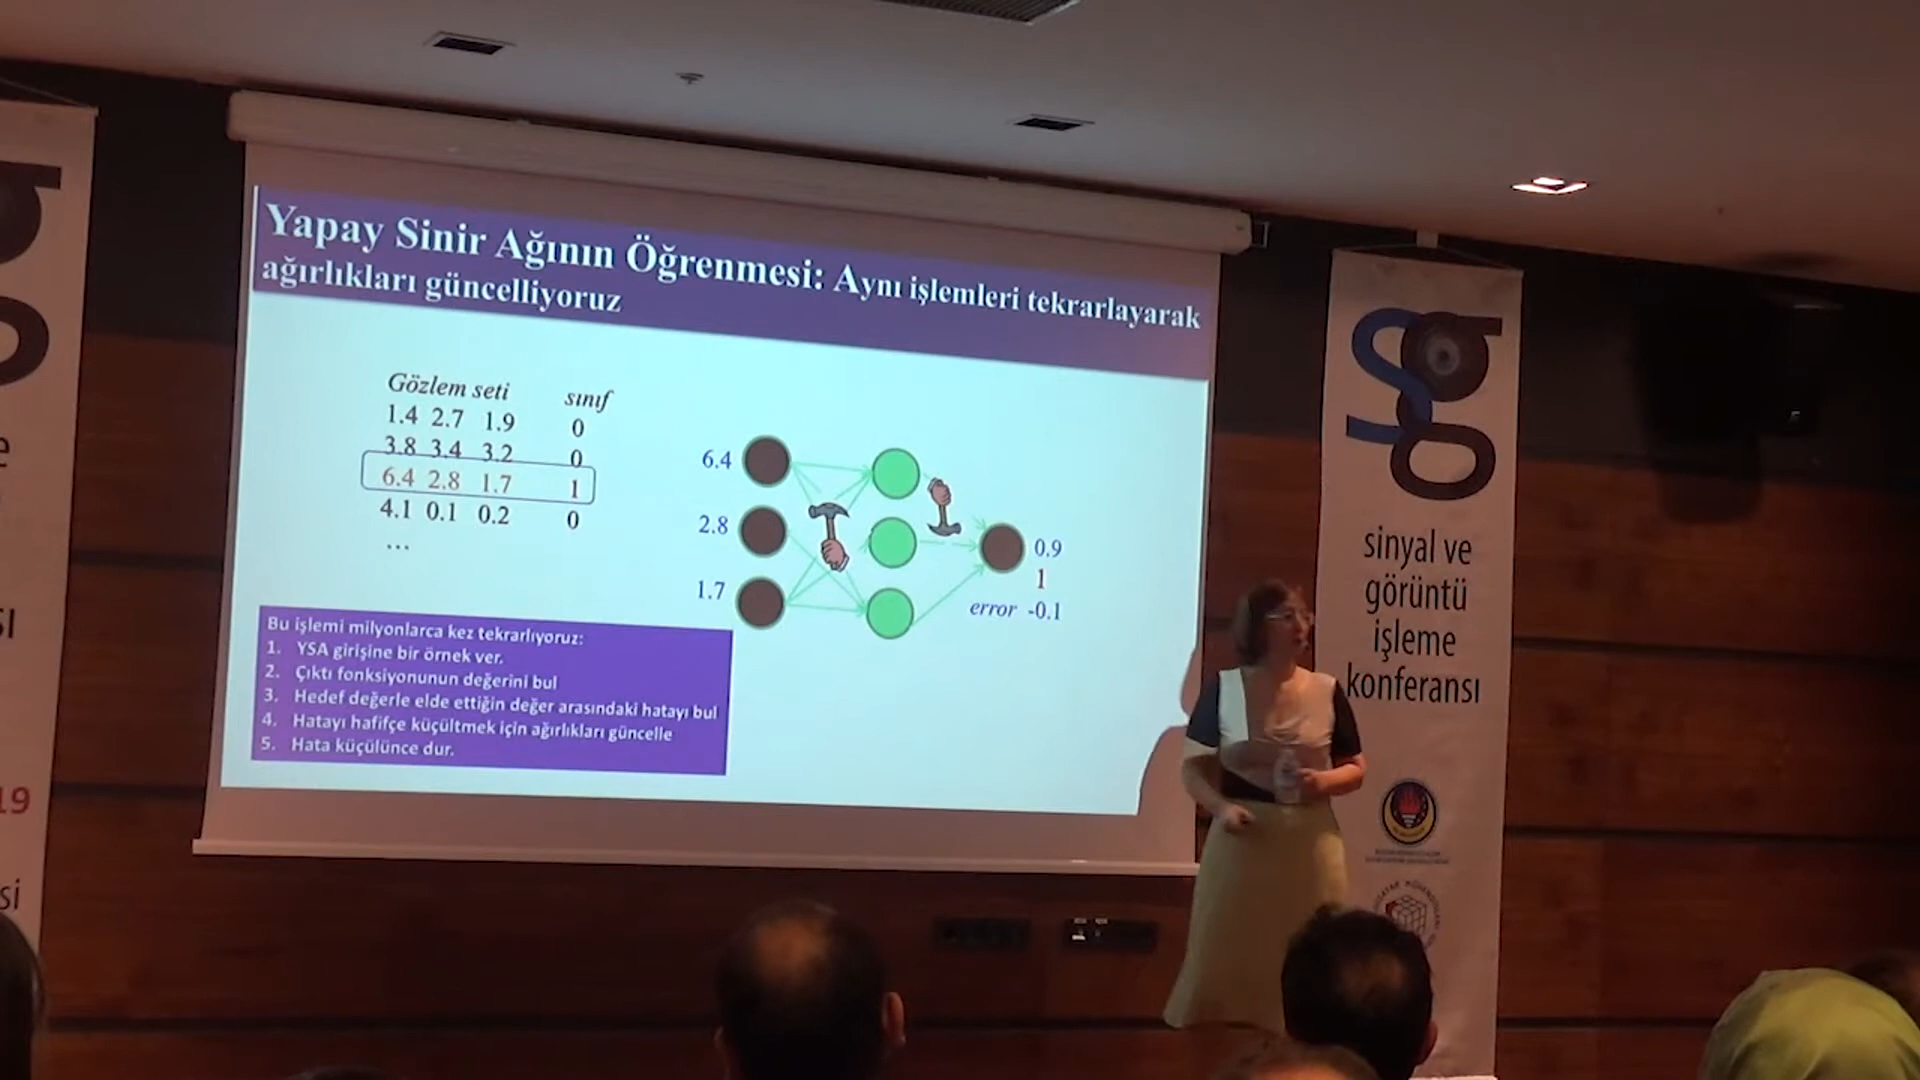 Yapay Sinir Ağının Öğrenmesi: Aynı işlemleri tekrarlayarak
ağırlıkları güncelliyoruz
Gözlem seti sınıf
1.4 2.7 1.9 0
3.8 3.4 3.2 0
6.4 2.8 1.7 1
4.1 0.1 0.2 0
...
6.4
2.8
1.7
0.9
1
error -0.1
Bu işlemi milyonlarca kez tekrarlıyoruz:
1. YSA girişine bir örnek ver.
2. Çıktı fonksiyonunun değerini bul
3. Hedef değerle elde ettiğin değer arasındaki hatayı bul
4. Hatayı hafifçe küçültmek için ağırlıkları güncelle
5. Hata küçülünce dur.
sinyal ve
görüntü
işleme
konferansı
19
si